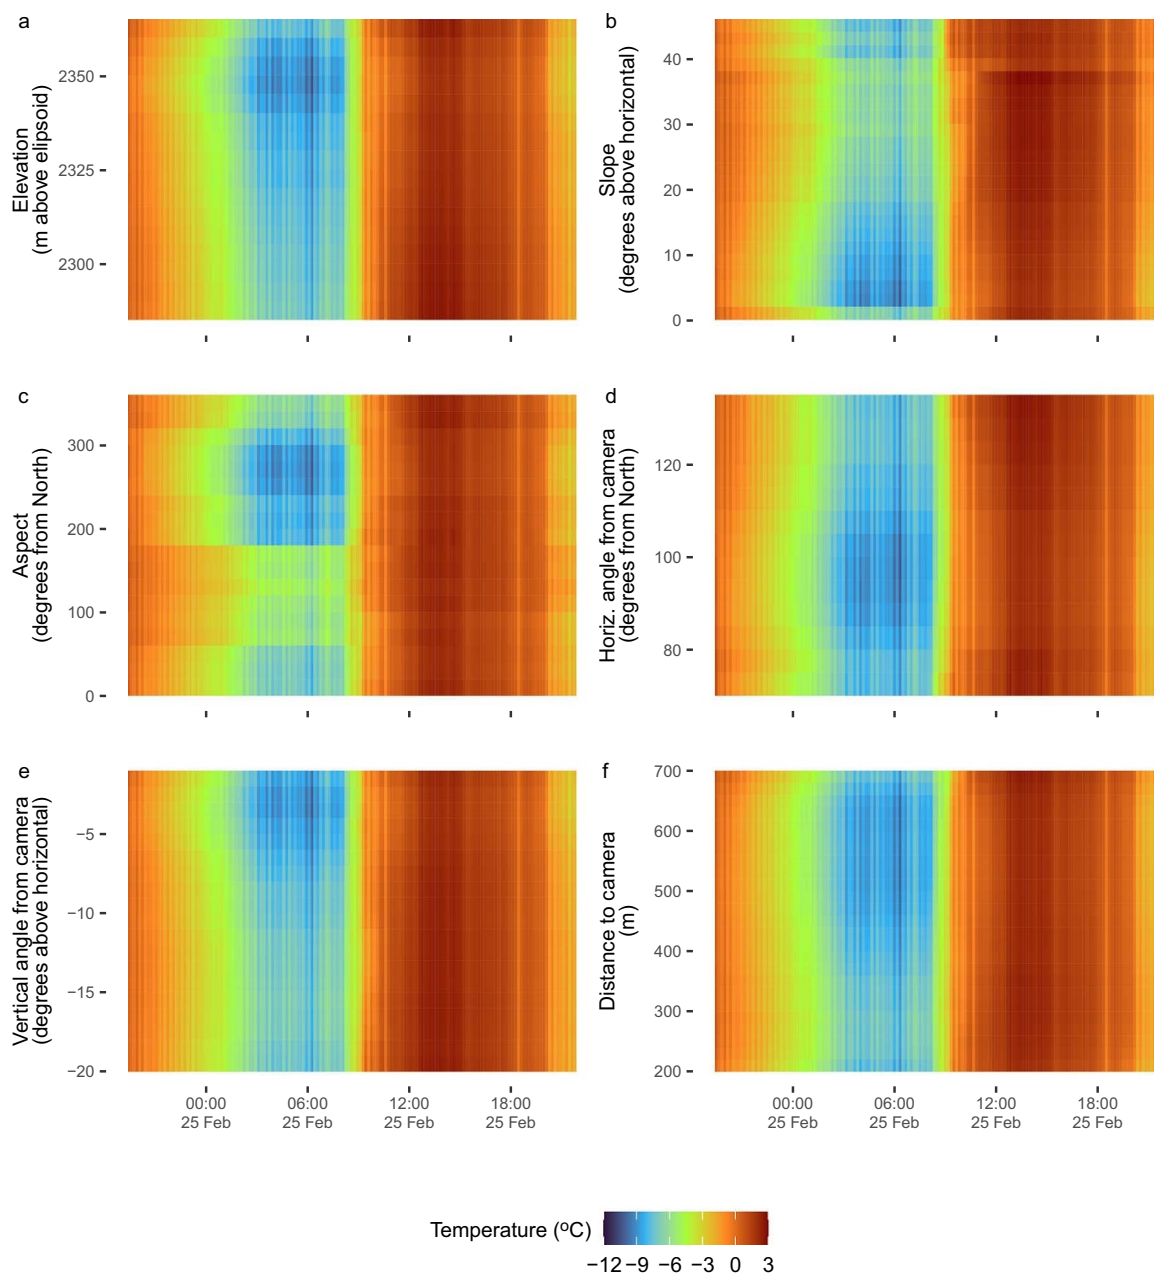 a
Elevation
(m above elipsoid)
2350
2325
2300
b
Slope
(degrees above horizontal)
40
30
20
10
0
c
Aspect
(degrees from North)
300
200
100
0
d
Horiz. angle from camera
(degrees from North)
120
100
80
e
Vertical angle from camera
(degrees above horizontal)
−5
−10
−15
−20
00:00
25 Feb
06:00
25 Feb
12:00
25 Feb
18:00
25 Feb
f
Distance to camera
(m)
700
600
500
400
300
200
00:00
25 Feb
06:00
25 Feb
12:00
25 Feb
18:00
25 Feb
Temperature (ºC)
−12 −9 −6 −3 0 3